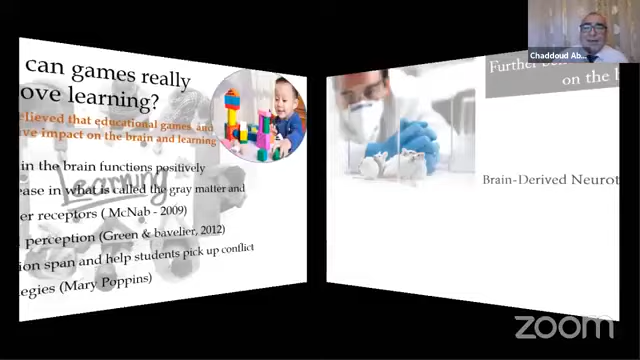 can games really
ove learning?
elieved that educational games, and
ive impact on the brain and learning
in the brain functions positively
ease in what is called the gray matter and
er receptors ( McNab - 2009)
perception (Green & bavelier, 2012)
ion span and help students pick up conflict
egies (Mary Poppins)
Learning
Further
on the b
Brain-Derived Neurot
Chaddoud Ab...
zoom